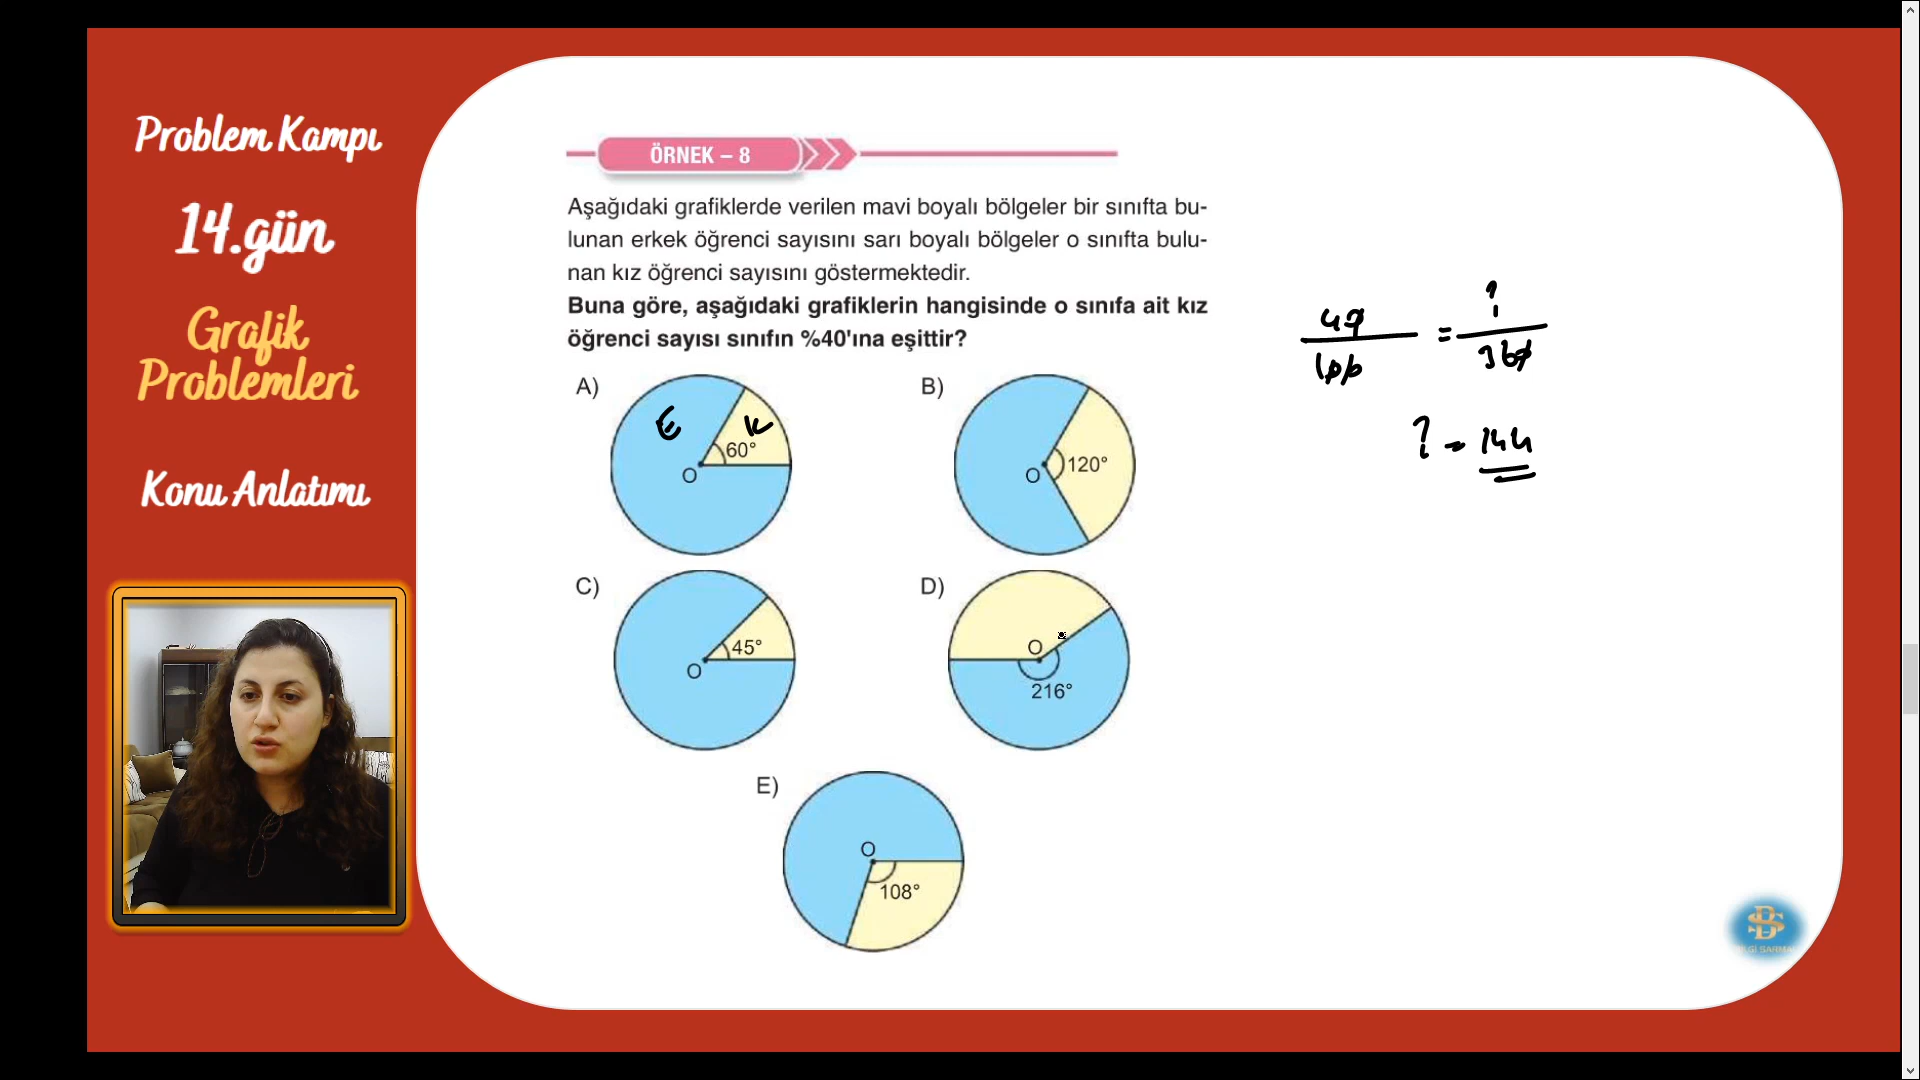 Problem Kampı
14.gün
Grafik
Problemleri
Konu Anlatımı
ÖRNEK – 8
Aşağıdaki grafiklerde verilen mavi boyalı bölgeler bir sınıfta bu-
lunan erkek öğrenci sayısını sarı boyalı bölgeler o sınıfta bulu-
nan kız öğrenci sayısını göstermektedir.
Buna göre, aşağıdaki grafiklerin hangisinde o sınıfa ait kız
öğrenci sayısı sınıfın %40'ına eşittir?
A)
E
K
60°
O
B)
120°
O
C)
45°
O
D)
O
216°
E)
O
108°
40/100 = ?/360
? = 144
BS